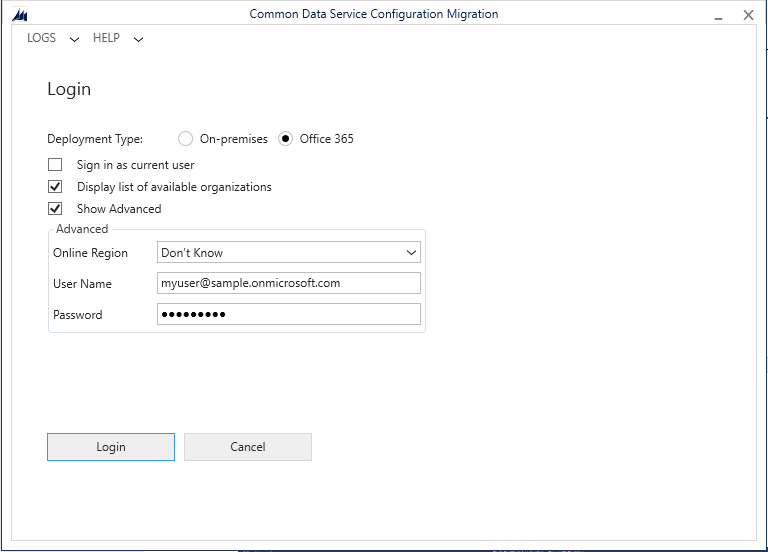 Common Data Service Configuration Migration
LOGS HELP
Login
Deployment Type: On-premises Office 365
Sign in as current user
Display list of available organizations
Show Advanced
Advanced
Online Region Don't Know
User Name myuser@sample.onmicrosoft.com
Password •••••••••
Login Cancel